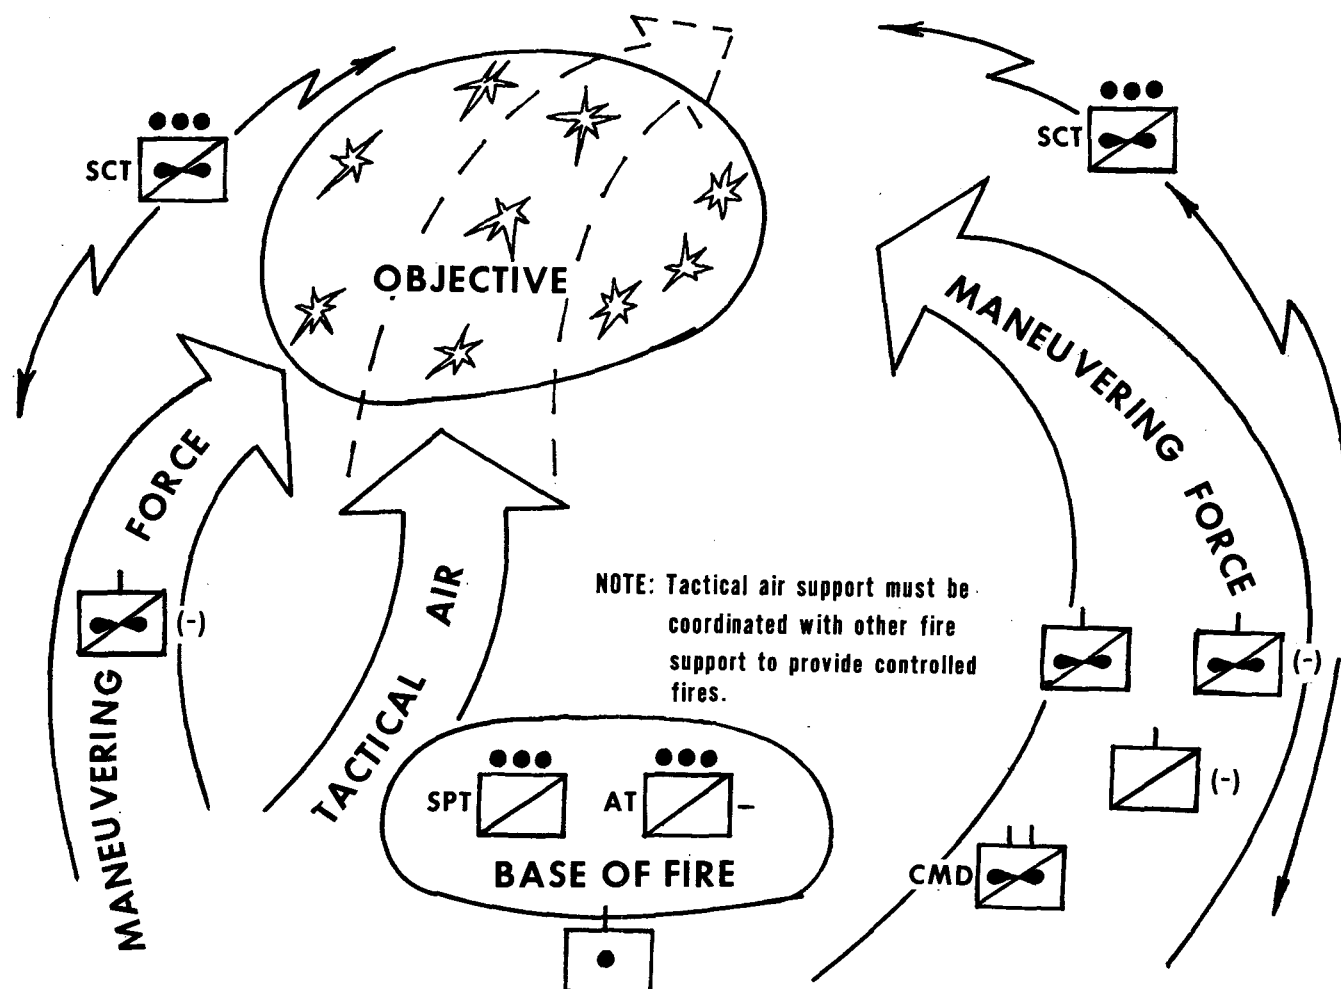 SCT
SCT
OBJECTIVE
MANEUVERING FORCE
MANEUVERING FORCE
(-)
TACTICAL AIR
NOTE: Tactical air support must be
coordinated with other fire
support to provide controlled
fires.
(-)
(-)
SPT
AT
-
BASE OF FIRE
CMD